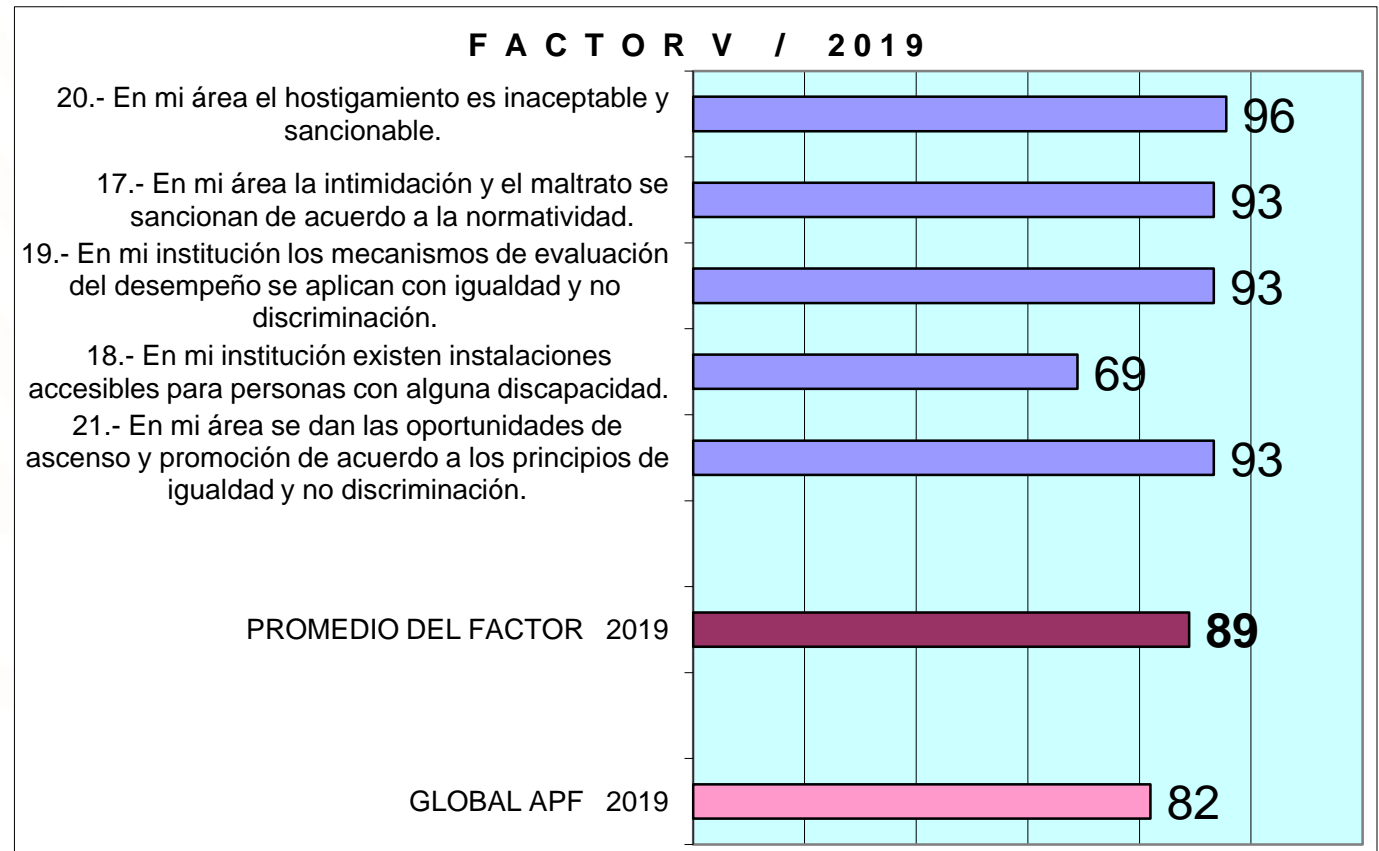 F A C T O R V / 2 0 1 9
20.- En mi área el hostigamiento es inaceptable y
sancionable.
96
17.- En mi área la intimidación y el maltrato se
sancionan de acuerdo a la normatividad.
93
19.- En mi institución los mecanismos de evaluación
del desempeño se aplican con igualdad y no
discriminación.
93
18.- En mi institución existen instalaciones
accesibles para personas con alguna discapacidad.
69
21.- En mi área se dan las oportunidades de
ascenso y promoción de acuerdo a los principios de
igualdad y no discriminación.
93
PROMEDIO DEL FACTOR 2019
89
GLOBAL APF 2019
82